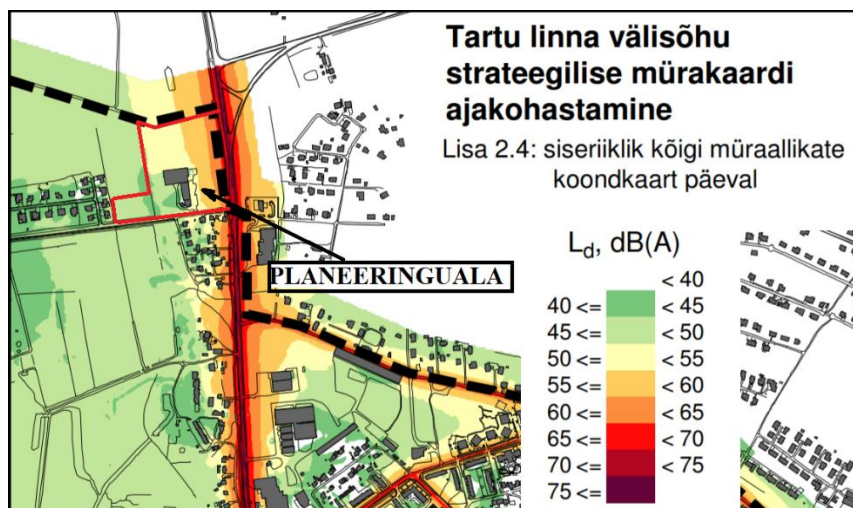 Tartu linna välisõhu
strateegilise mürakaardi
ajakohastamine
Lisa 2.4: siseriiklik kõigi müraallikate
koondkaart päeval
PLANEERINGUALA
Ld, dB(A)
< 40
40 <= < 45
45 <= < 50
50 <= < 55
55 <= < 60
60 <= < 65
65 <= < 70
70 <= < 75
75 <=